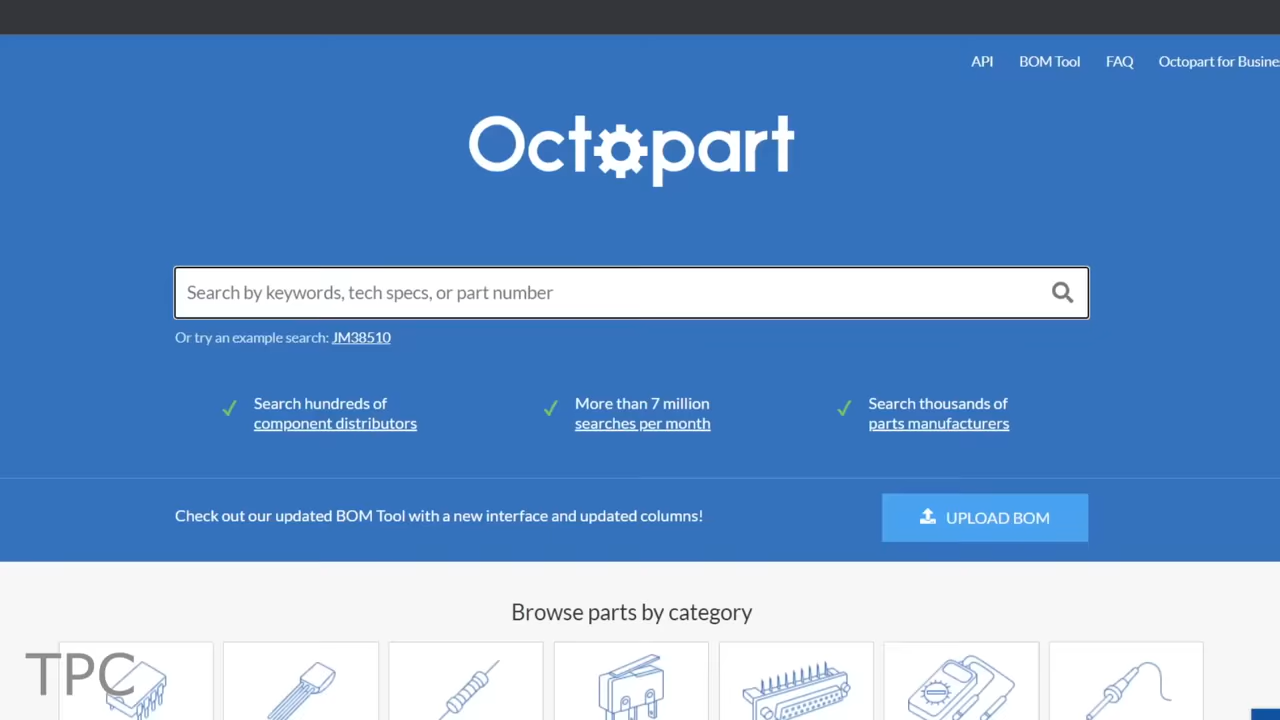 API BOM Tool FAQ Octopart for Busine
Octopart
Search by keywords, tech specs, or part number
Or try an example search: JM38510
Search hundreds of
component distributors
More than 7 million
searches per month
Search thousands of
parts manufacturers
Check out our updated BOM Tool with a new interface and updated columns!
UPLOAD BOM
Browse parts by category
TPC